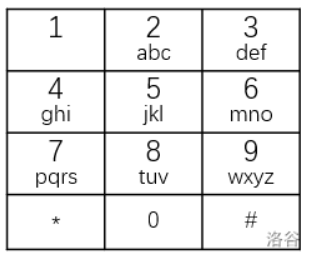 1 2 3
abc def
4 5 6
ghi jkl mno
7 8 9
pqrs tuv wxyz
* 0 #
洛谷